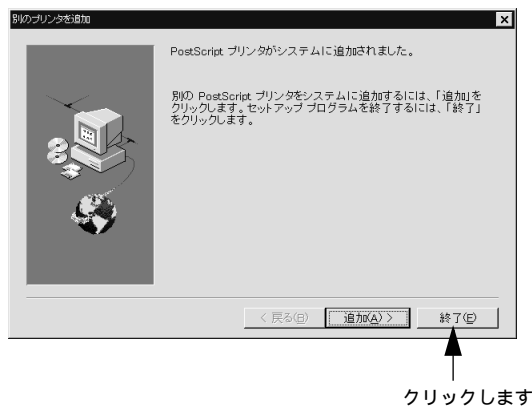 別のプリンタを追加
PostScript プリンタがシステムに追加されました。
別の PostScript プリンタをシステムに追加するには、「追加」を
クリックします。セットアップ プログラムを終了するには、「終了」
をクリックします。
< 戻る(B)
追加(A) >
終了(E)
クリックします